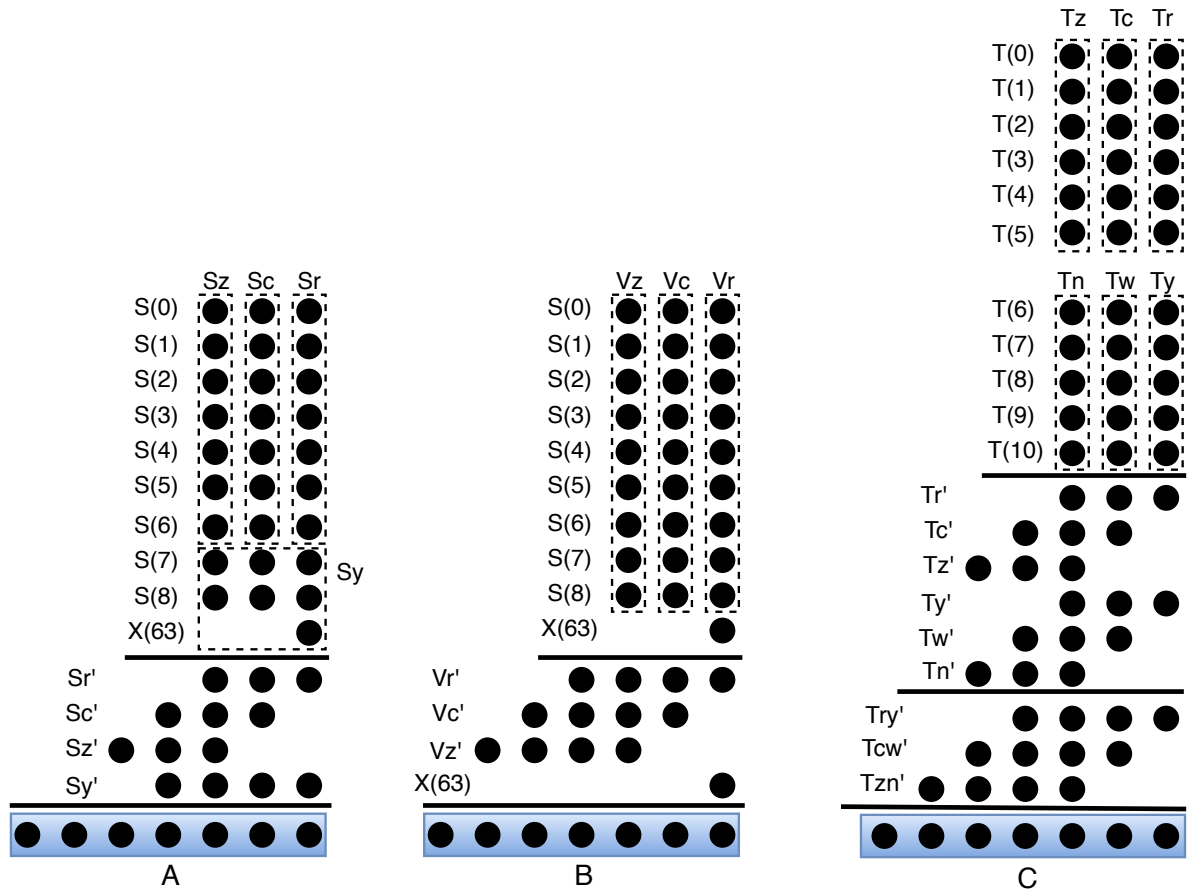 Tz Tc Tr
T(0)
T(1)
T(2)
T(3)
T(4)
T(5)
Sz Sc Sr
S(0)
S(1)
S(2)
S(3)
S(4)
S(5)
S(6)
S(7)
Sy
S(8)
X(63)
Sr'
Sc'
Sz'
Sy'
A
Vz Vc Vr
S(0)
S(1)
S(2)
S(3)
S(4)
S(5)
S(6)
S(7)
S(8)
X(63)
Vr'
Vc'
Vz'
X(63)
B
Tn Tw Ty
T(6)
T(7)
T(8)
T(9)
T(10)
Tr'
Tc'
Tz'
Ty'
Tw'
Tn'
Try'
Tcw'
Tzn'
C